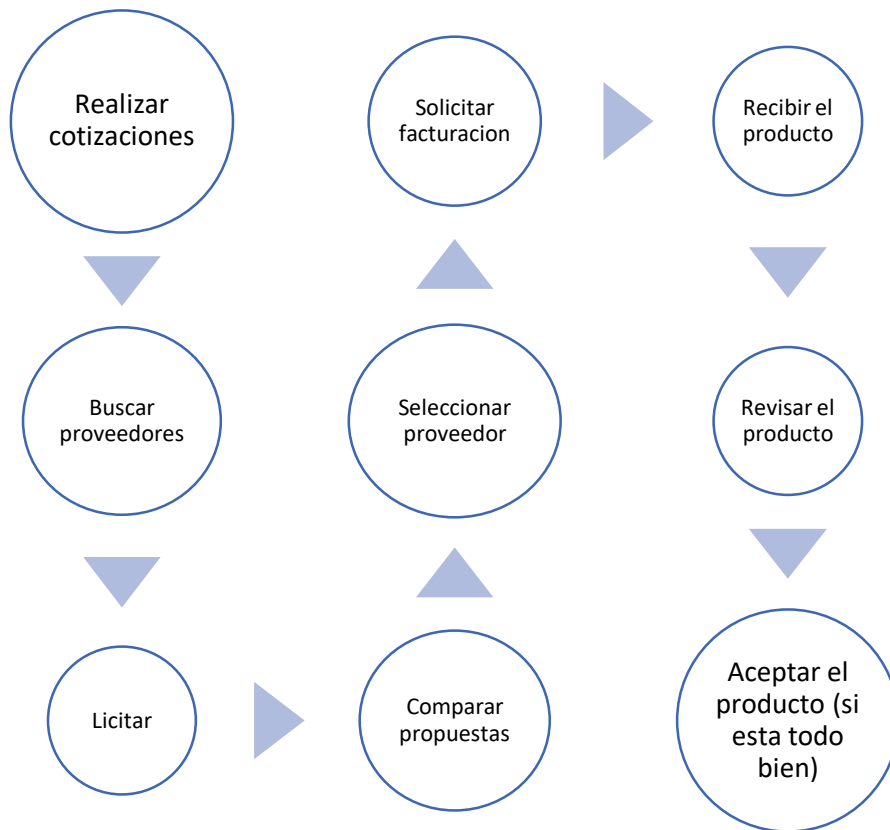 Realizar
cotizaciones
Buscar
proveedores
Licitar
Comparar
propuestas
Seleccionar
proveedor
Solicitar
facturacion
Recibir el
producto
Revisar el
producto
Aceptar el
producto (si
esta todo
bien)